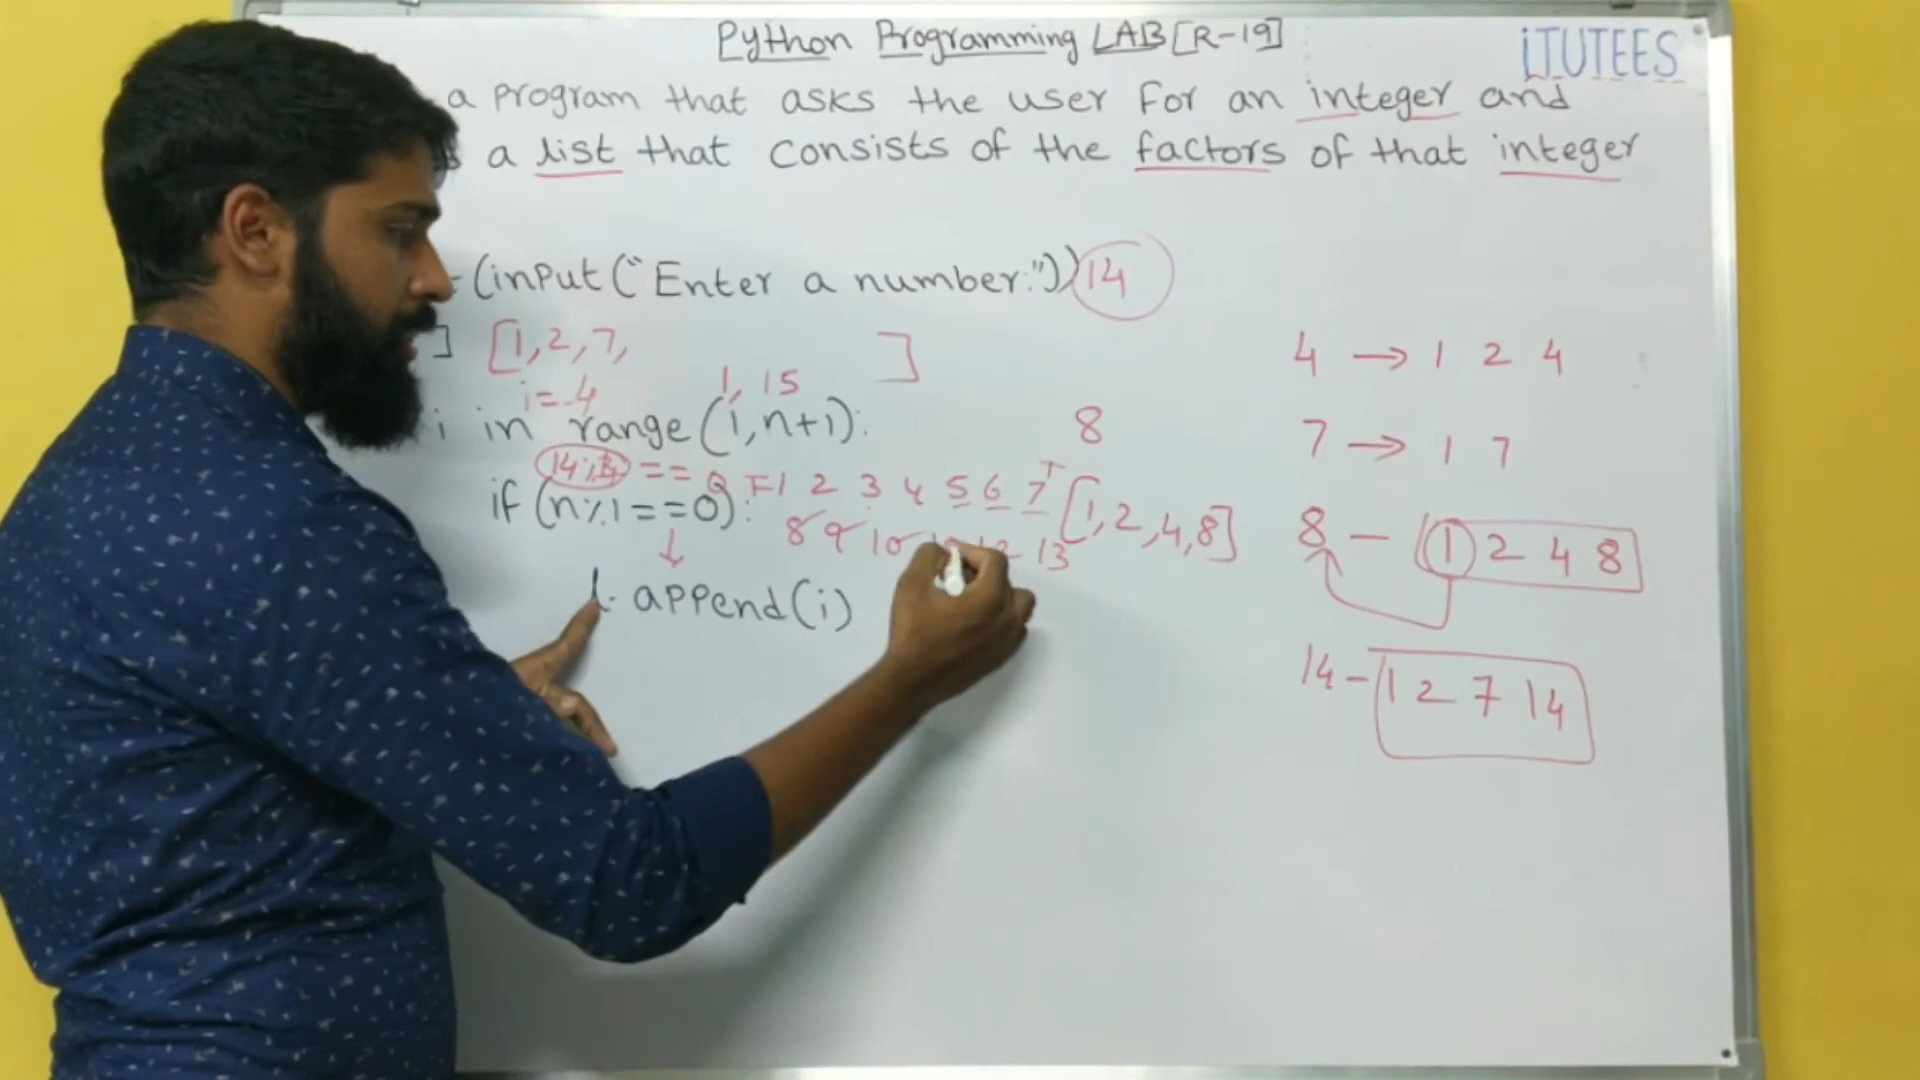 Python Programming LAB [R-19]
iTUTEES
a program that asks the user for an integer and
a list that consists of the factors of that integer
(input("Enter a number:")) 14
] [1,2,7, ]
i=4 1, 15
i in range(1,n+1):
8
14%4 == 0 F 1 2 3 4 5 6 7 T
if (n%i==0):
[1,2,4,8]
8 9 10 12 13
l.append(i)
4 → 1 2 4
7 → 1 7
8 - 1 2 4 8
14 - 1 2 7 14